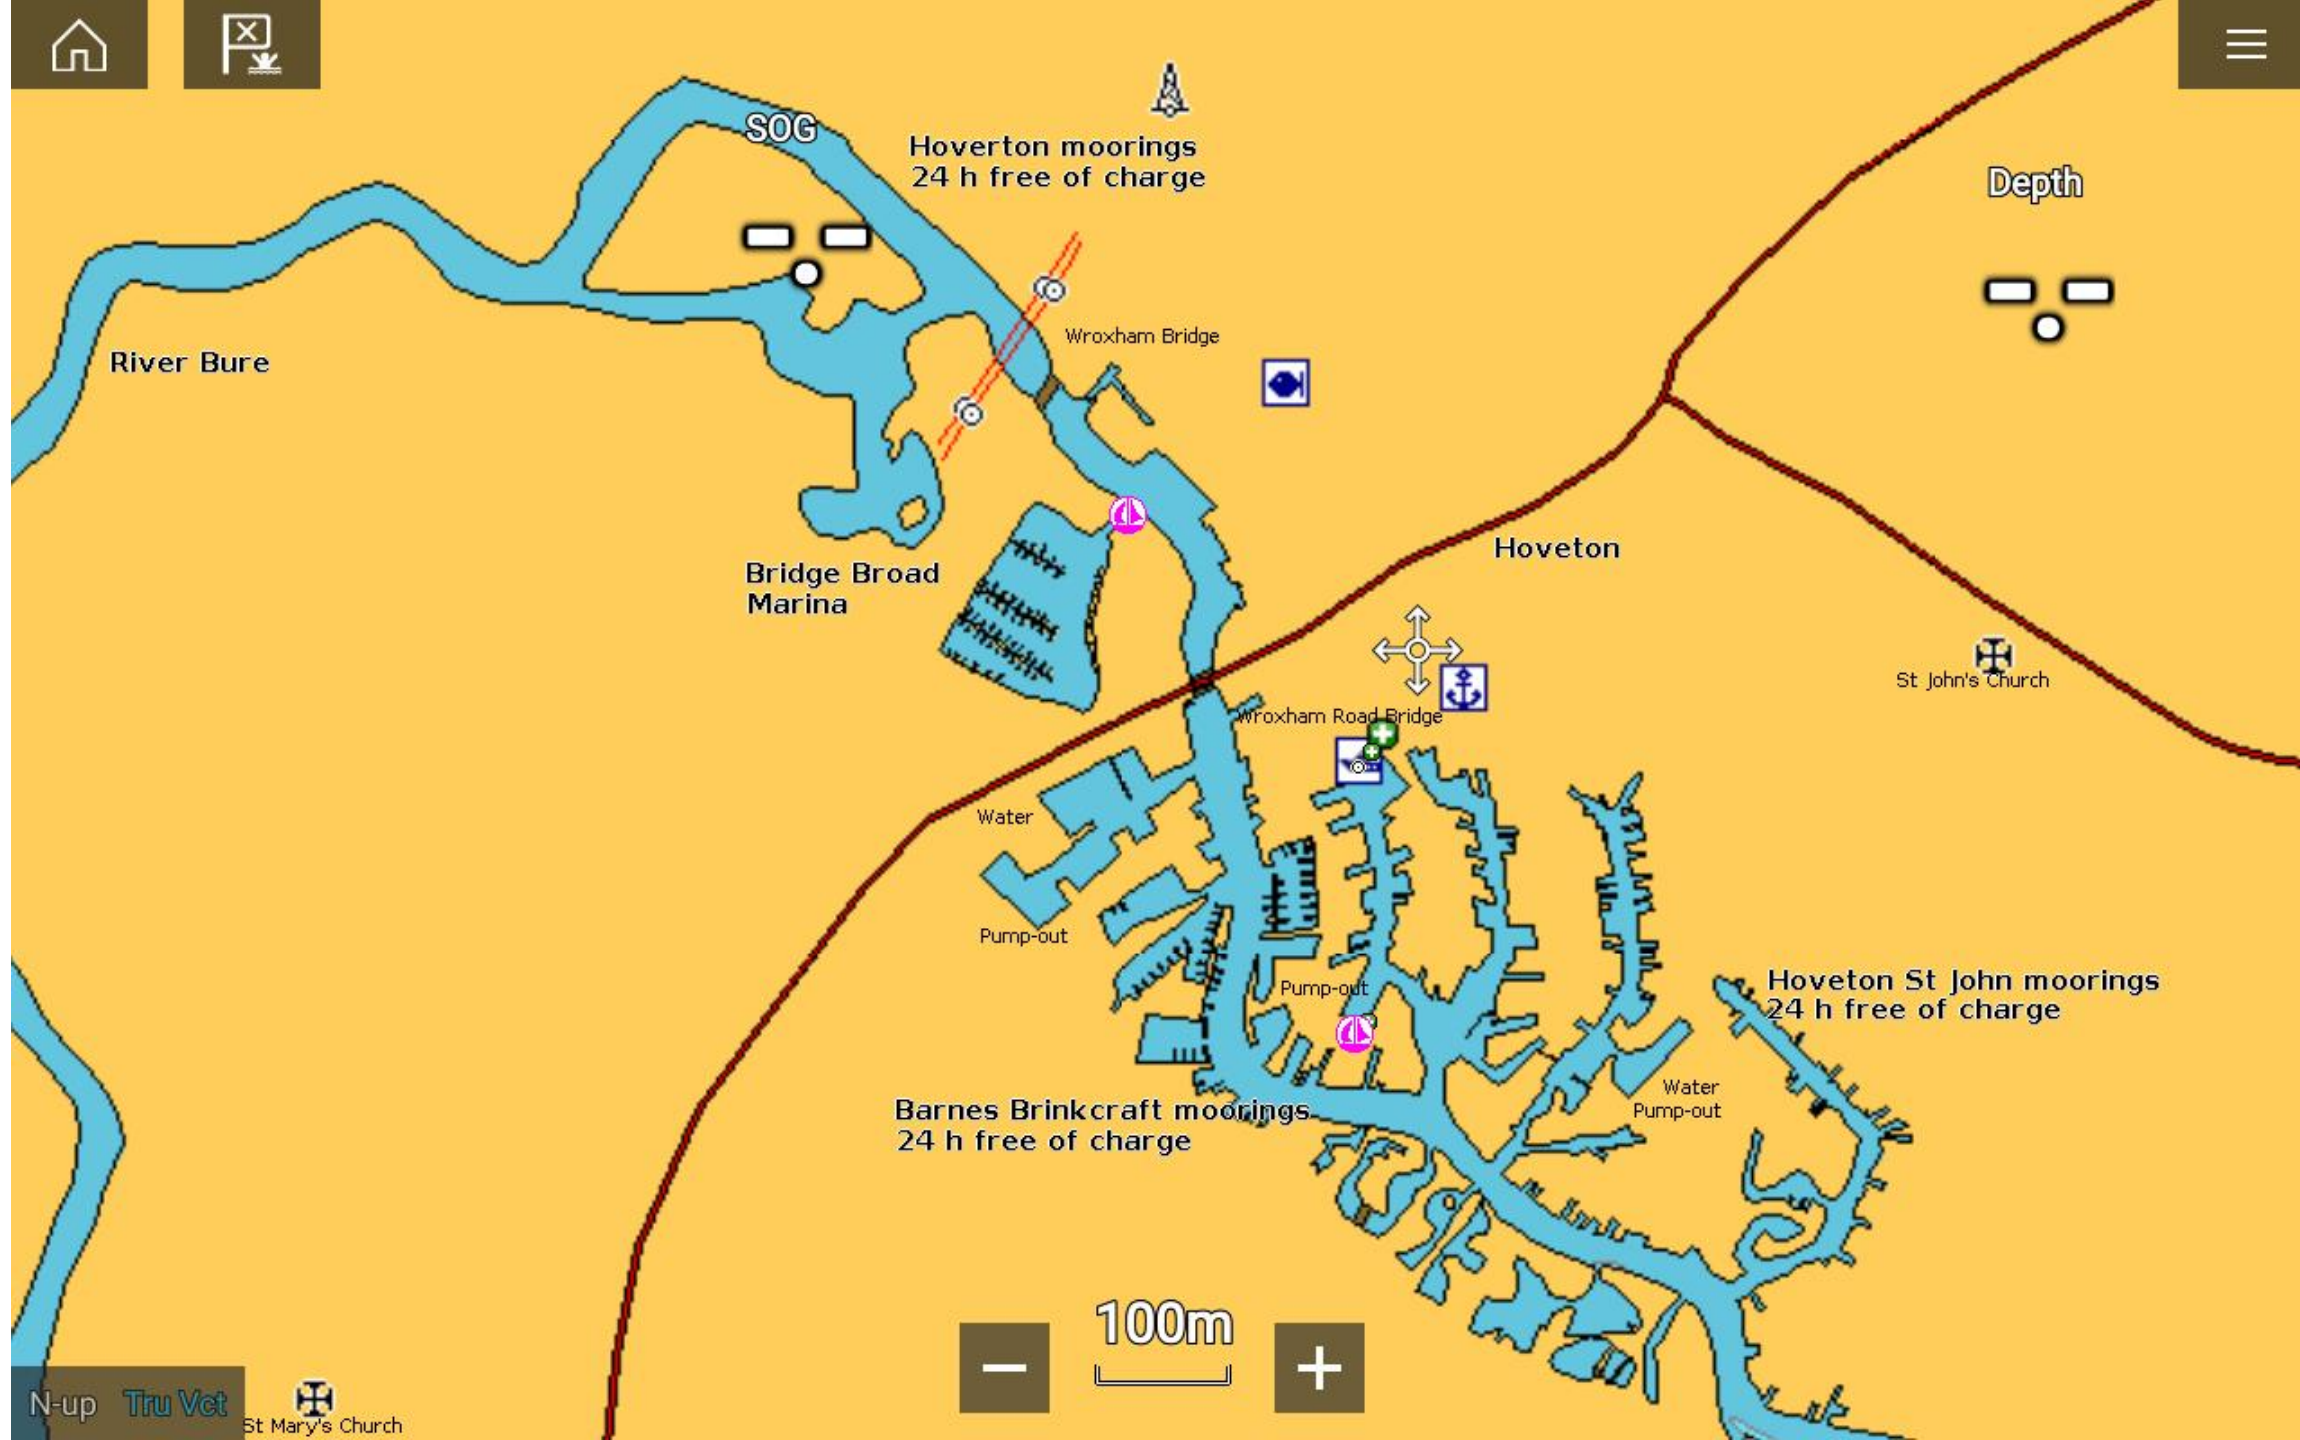 SOG
Hoverton moorings
24 h free of charge
Depth
Wroxham Bridge
River Bure
Hoveton
Bridge Broad
Marina
St John's Church
Wroxham Road Bridge
Water
Pump-out
Pump-out
Hoveton St John moorings
24 h free of charge
Water
Pump-out
Barnes Brinkcraft moorings
24 h free of charge
100m
N-up Tru Vct
St Mary's Church